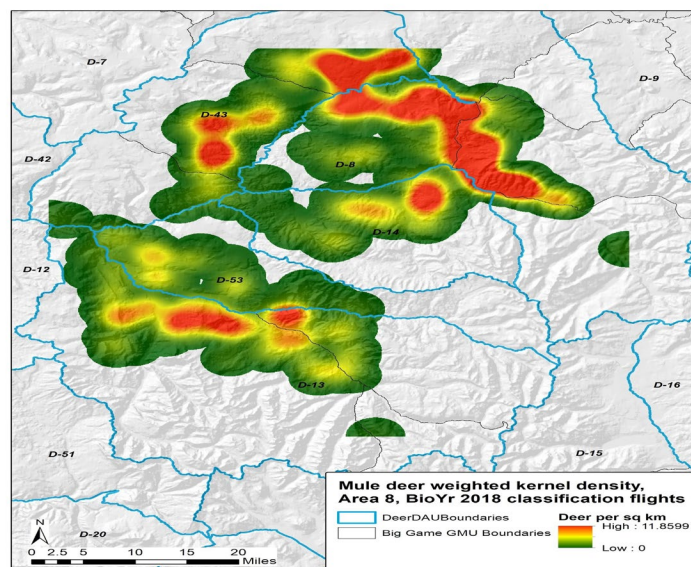 D-7
D-9
D-43
D-42
D-8
D-14
D-12
D-53
D-13
D-16
D-51
D-15
D-20
N
0 2.5 5 10 15 20
Miles
Mule deer weighted kernel density,
Area 8, BioYr 2018 classification flights
DeerDAUBoundaries
Big Game GMU Boundaries
Deer per sq km
High : 11.8599
Low : 0